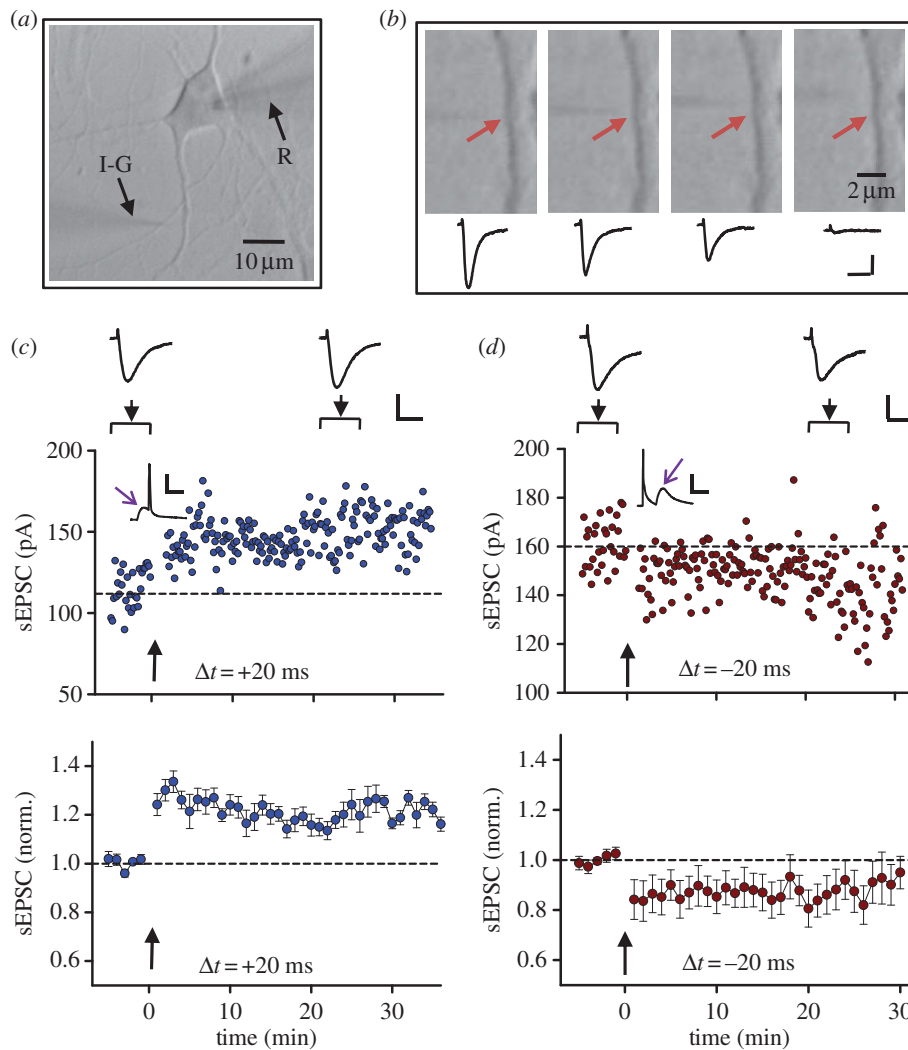 (a)
I-G
R
10 μm
(b)
2 μm
(c)
200
150
100
50
sEPSC (pA)
Δt = +20 ms
1.4
1.2
1.0
0.8
0.6
sEPSC (norm.)
Δt = +20 ms
0 10 20 30
time (min)
(d)
200
180
160
140
120
100
sEPSC (pA)
Δt = –20 ms
1.4
1.2
1.0
0.8
0.6
sEPSC (norm.)
Δt = –20 ms
0 10 20 30
time (min)